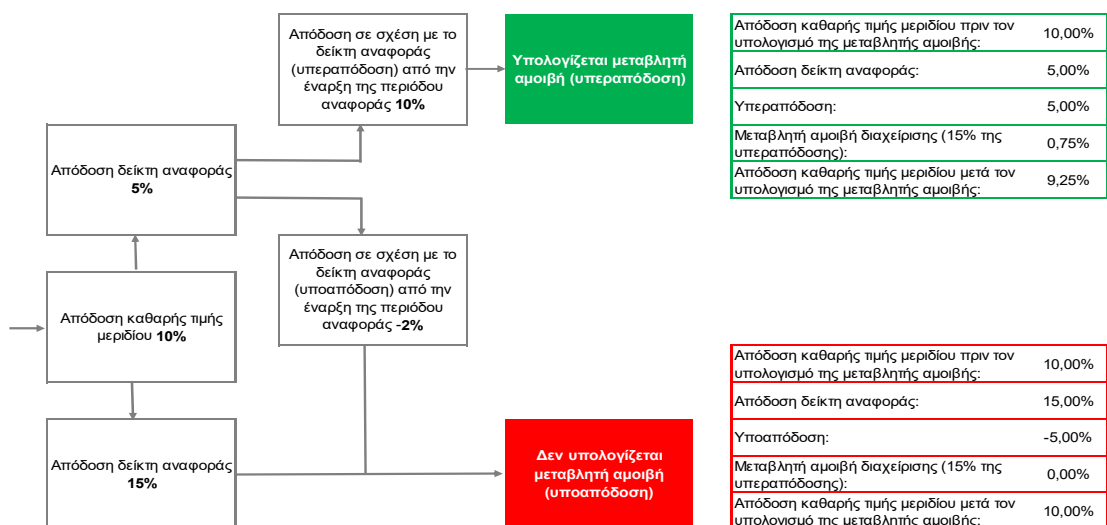 Απόδοση σε σχέση με το
δείκτη αναφοράς
(υπεραπόδοση) από την
έναρξη της περιόδου
αναφοράς 10%
Υπολογίζεται μεταβλητή
αμοιβή (υπεραπόδοση)
Απόδοση καθαρής τιμής μεριδίου πριν τον
υπολογισμό της μεταβλητής αμοιβής:
10,00%
Απόδοση δείκτη αναφοράς:
5,00%
Υπεραπόδοση:
5,00%
Μεταβλητή αμοιβή διαχείρισης (15% της
υπεραπόδοσης):
0,75%
Απόδοση καθαρής τιμής μεριδίου μετά τον
υπολογισμό της μεταβλητής αμοιβής:
9,25%
Απόδοση δείκτη αναφοράς
5%
Απόδοση σε σχέση με το
δείκτη αναφοράς
(υποαπόδοση) από την
έναρξη της περιόδου
αναφοράς -2%
Απόδοση καθαρής τιμής
μεριδίου 10%
Απόδοση δείκτη αναφοράς
15%
Δεν υπολογίζεται
μεταβλητή αμοιβή
(υποαπόδοση)
Απόδοση καθαρής τιμής μεριδίου πριν τον
υπολογισμό της μεταβλητής αμοιβής:
10,00%
Απόδοση δείκτη αναφοράς:
15,00%
Υποαπόδοση:
-5,00%
Μεταβλητή αμοιβή διαχείρισης (15% της
υπεραπόδοσης):
0,00%
Απόδοση καθαρής τιμής μεριδίου μετά τον
υπολογισμό της μεταβλητής αμοιβής:
10,00%